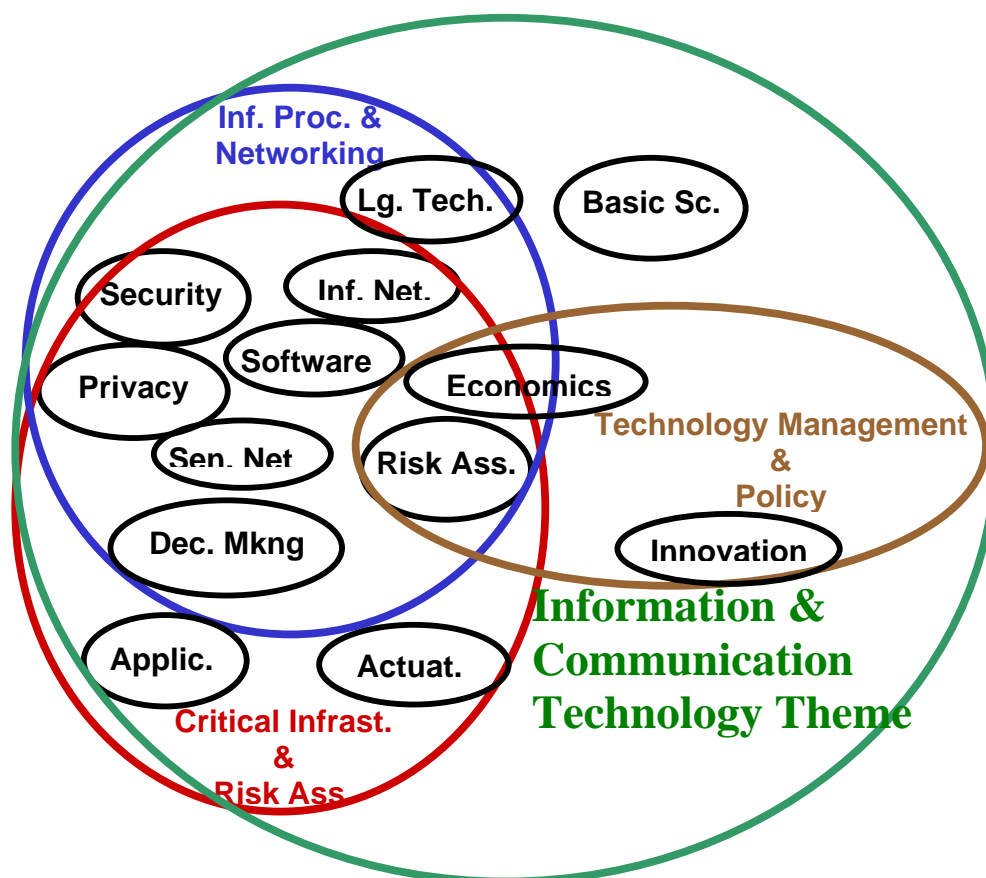 Inf. Proc. &
Networking
Lg. Tech.
Basic Sc.
Security
Inf. Net.
Software
Privacy
Economics
Technology Management
&
Policy
Sen. Net
Risk Ass.
Dec. Mkng
Innovation
Information &
Communication
Technology Theme
Applic.
Actuat.
Critical Infrast.
&
Risk Ass